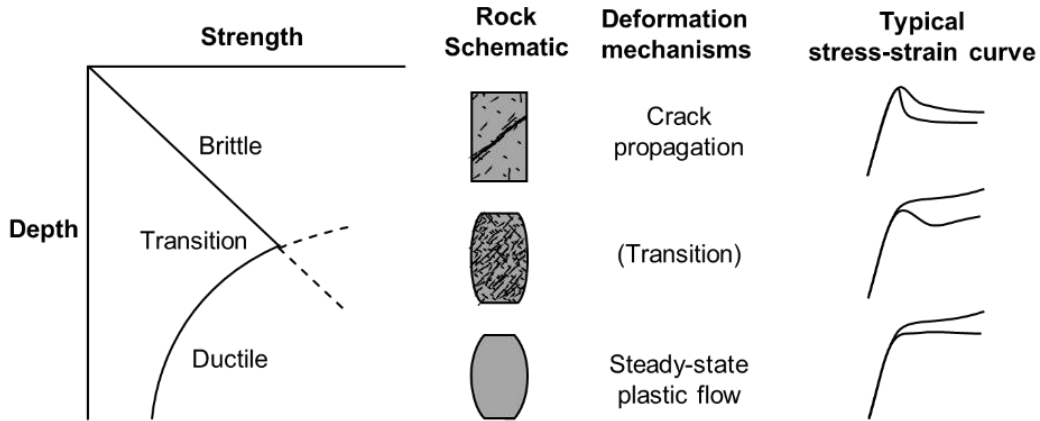 Strength
Rock
Schematic
Deformation
mechanisms
Typical
stress-strain curve
Depth
Brittle
Crack
propagation
Transition
(Transition)
Ductile
Steady-state
plastic flow